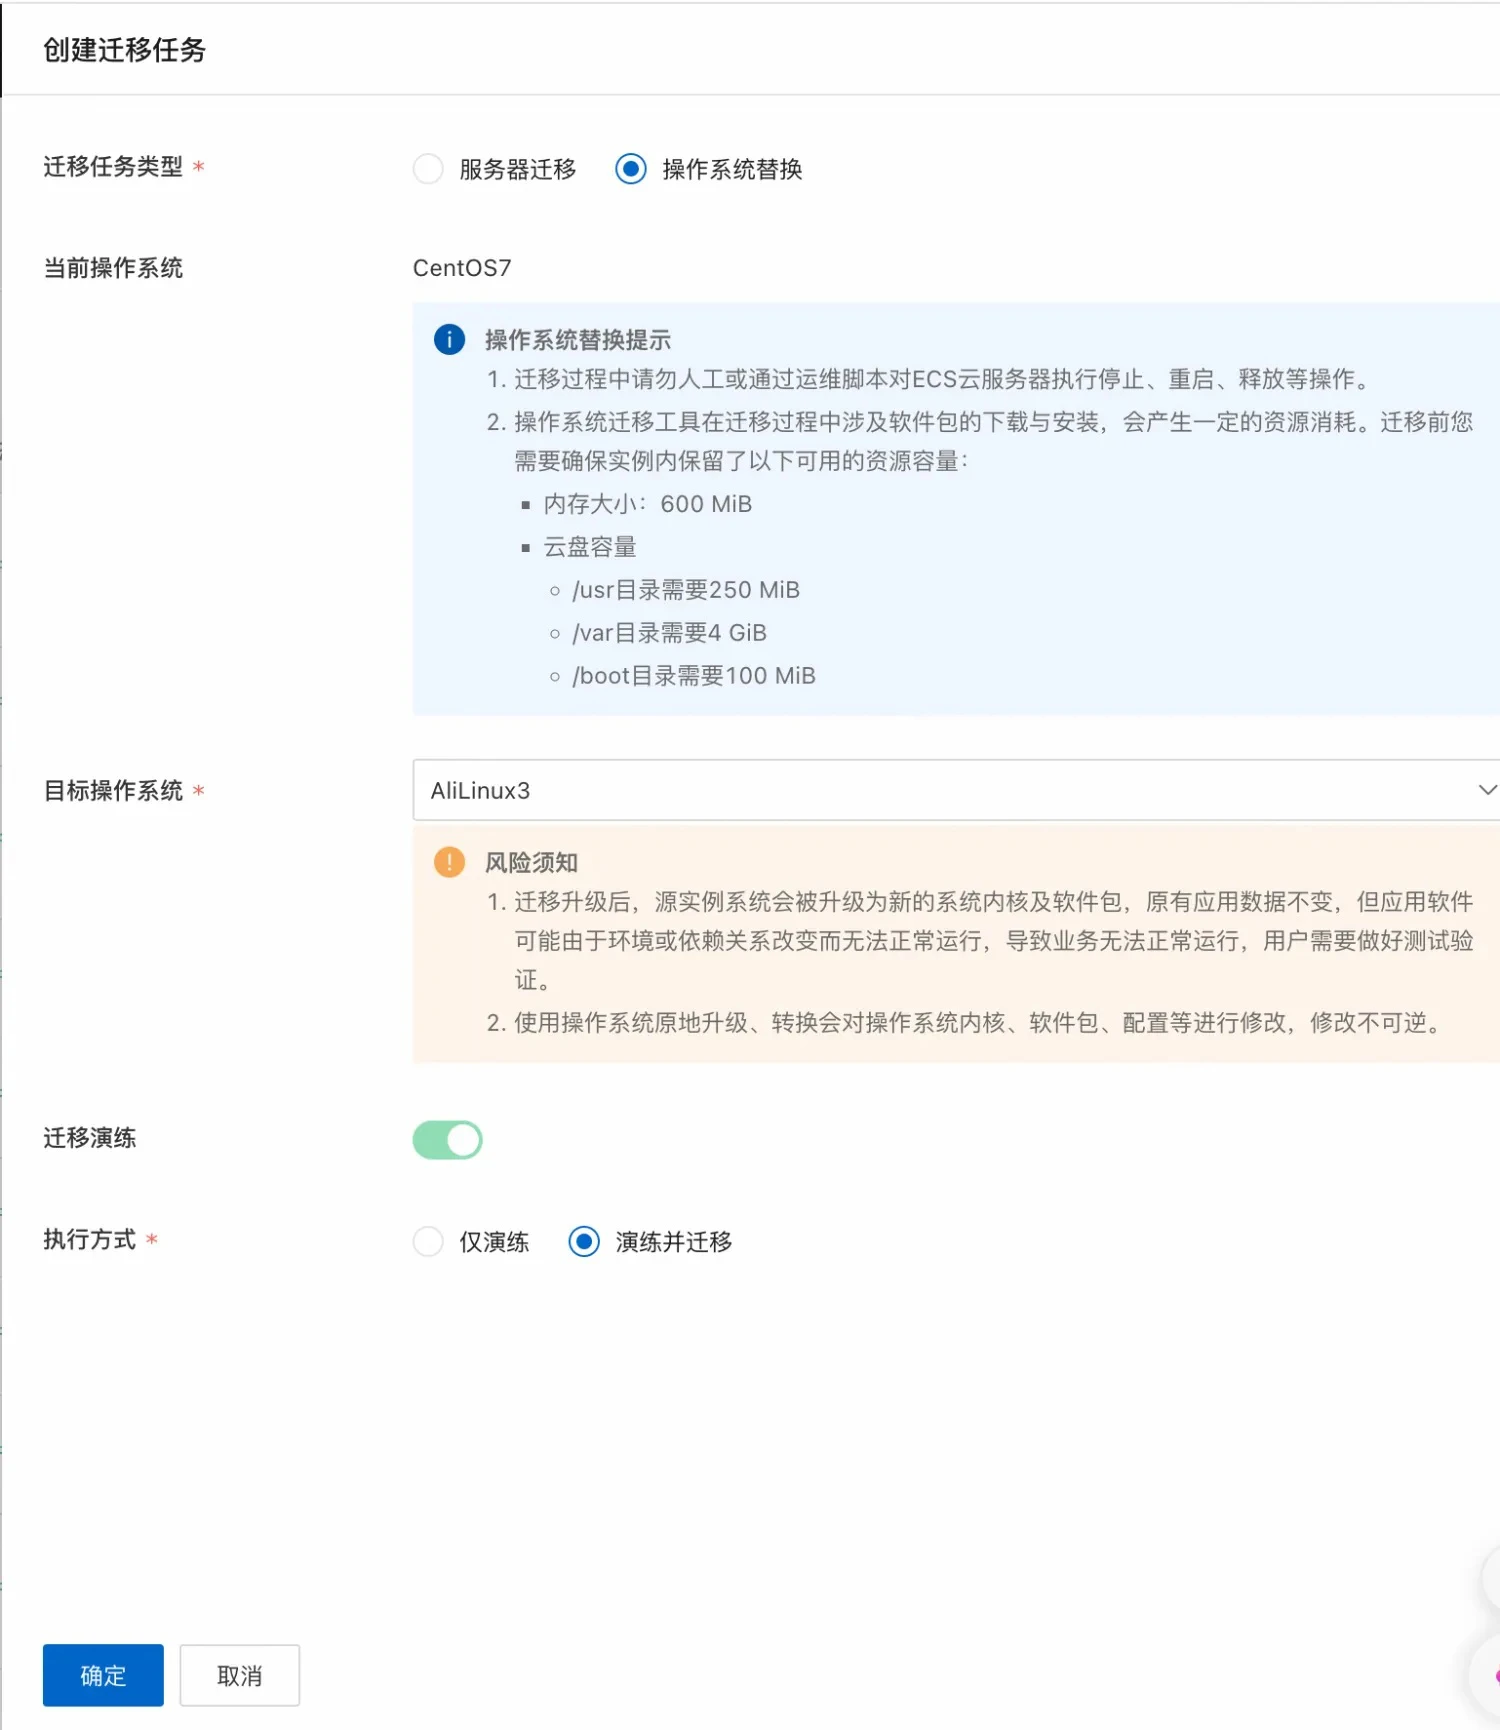 创建迁移任务
迁移任务类型 *
服务器迁移
操作系统替换
当前操作系统
CentOS7
操作系统替换提示
1. 迁移过程中请勿人工或通过运维脚本对ECS云服务器执行停止、重启、释放等操作。
2. 操作系统迁移工具在迁移过程中涉及软件包的下载与安装，会产生一定的资源消耗。迁移前您
需要确保实例内保留了以下可用的资源容量：
▪ 内存大小：600 MiB
▪ 云盘容量
◦ /usr目录需要250 MiB
◦ /var目录需要4 GiB
◦ /boot目录需要100 MiB
目标操作系统 *
AliLinux3
风险须知
1. 迁移升级后，源实例系统会被升级为新的系统内核及软件包，原有应用数据不变，但应用软件
可能由于环境或依赖关系改变而无法正常运行，导致业务无法正常运行，用户需要做好测试验
证。
2. 使用操作系统原地升级、转换会对操作系统内核、软件包、配置等进行修改，修改不可逆。
迁移演练
执行方式 *
仅演练
演练并迁移
确定
取消